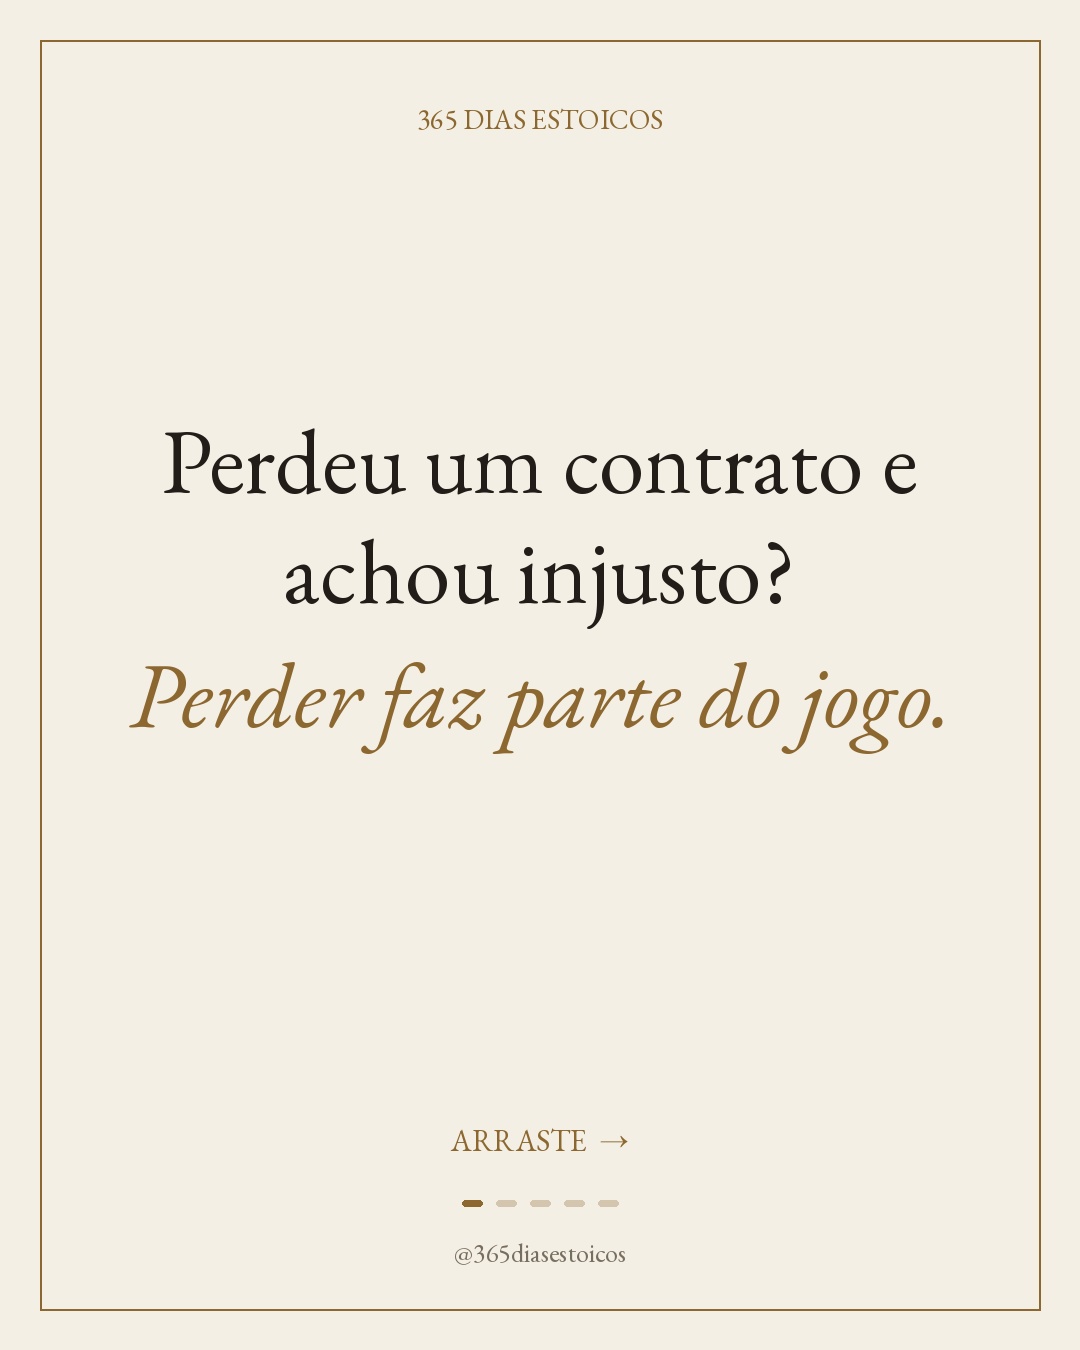 365 DIAS ESTOICOS
Perdeu um contrato e
achou injusto?
Perder faz parte do jogo.
ARRASTE →
@365diasestoicos